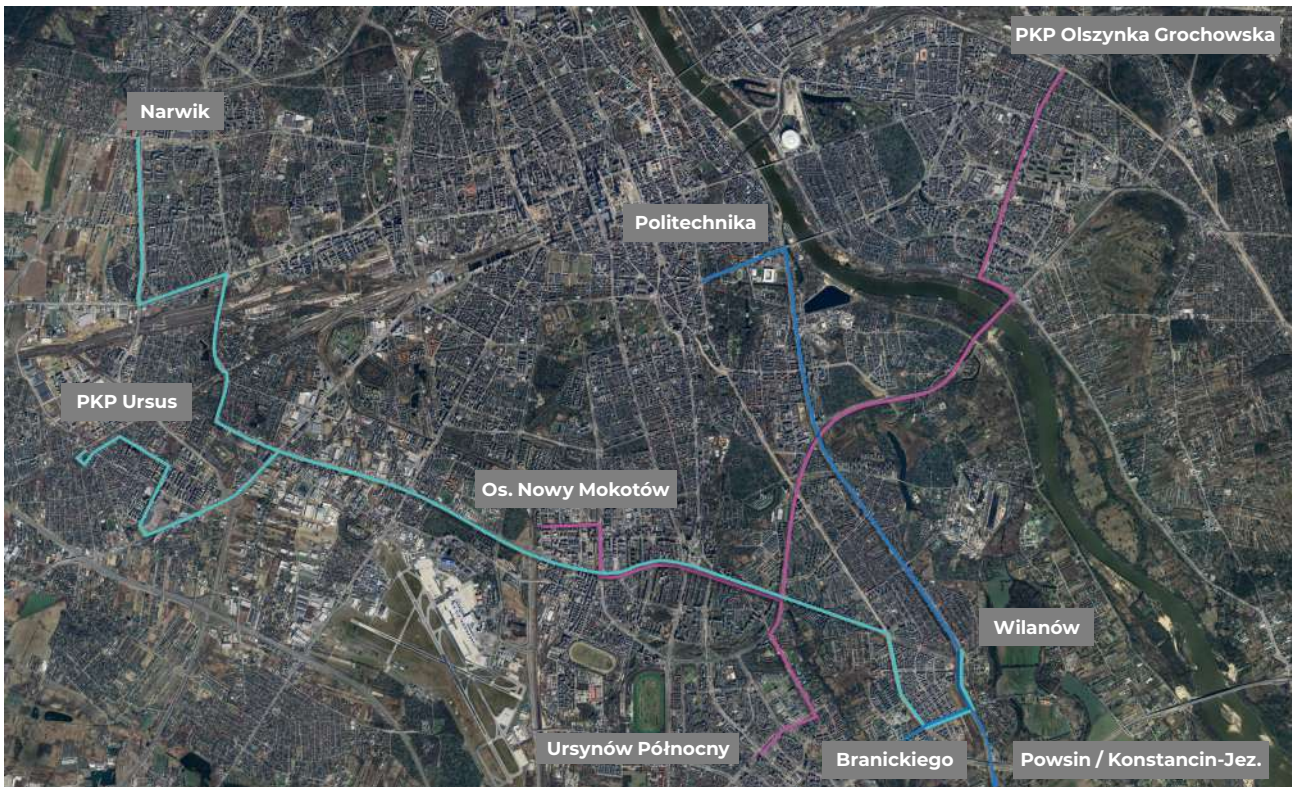 PKP Olszynka Grochowska
Narwik
Politechnika
PKP Ursus
Os. Nowy Mokotów
Wilanów
Ursynów Północny
Branickiego
Powsin / Konstancin-Jez.